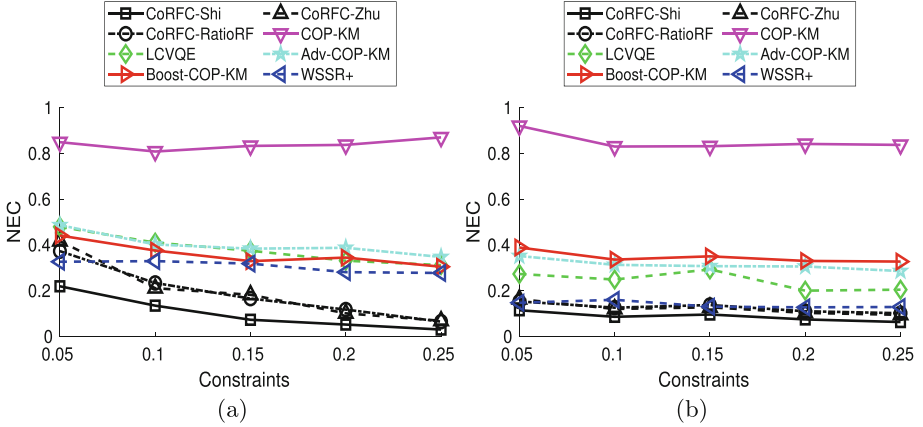 CoRFC-Shi CoRFC-Zhu
CoRFC-RatioRF COP-KM
LCVQE Adv-COP-KM
Boost-COP-KM WSSR+
1
0.8
0.6
0.4
0.2
0
NEC
0.05 0.1 0.15 0.2 0.25
Constraints
(a)
CoRFC-Shi CoRFC-Zhu
CoRFC-RatioRF COP-KM
LCVQE Adv-COP-KM
Boost-COP-KM WSSR+
1
0.8
0.6
0.4
0.2
0
NEC
0.05 0.1 0.15 0.2 0.25
Constraints
(b)